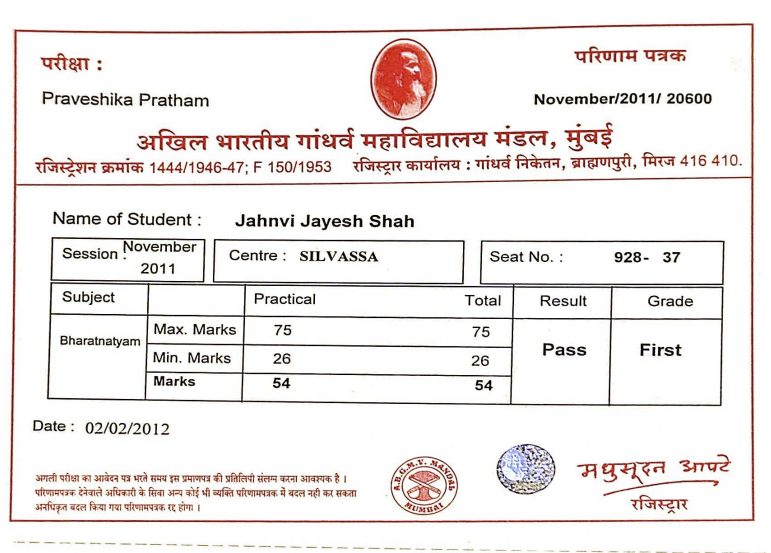 परीक्षा :
परिणाम पत्रक
Praveshika Pratham
November/2011/ 20600
अखिल भारतीय गांधर्व महाविद्यालय मंडल, मुंबई
रजिस्ट्रेशन क्रमांक 1444/1946-47; F 150/1953 रजिस्ट्रार कार्यालय : गांधर्व निकेतन, ब्राह्मणपुरी, मिरज 416 410.
Name of Student : Jahnvi Jayesh Shah
Session : November 2011 Centre : SILVASSA Seat No. : 928- 37
Subject Practical Total Result Grade
Bharatnatyam Max. Marks 75 75 Pass First
Min. Marks 26 26
Marks 54 54
Date : 02/02/2012
अगली परीक्षा का आवेदन पत्र भरते समय इस प्रमाणपत्र की प्रतिलिपी संलग्न करना आवश्यक है ।
परिणामपत्रक देनेवाले अधिकारी के सिवा अन्य कोई भी व्यक्ति परिणामपत्रक में बदल नही कर सकता
अनधिकृत बदल किया गया परिणामपत्रक रद्द होगा ।
A.B.G.M.V. MANDAL
MUMBAI
मधुसूदन आपटे
रजिस्ट्रार